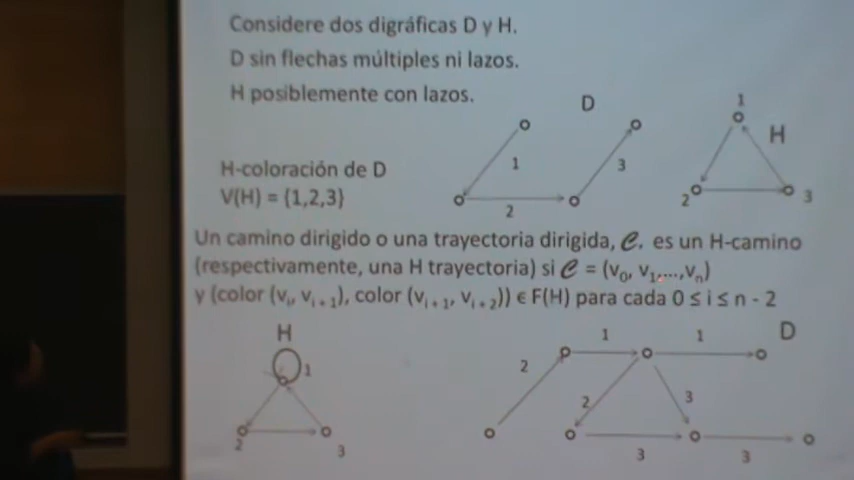 Considere dos digráficas D y H.
D sin flechas múltiples ni lazos.
H posiblemente con lazos.
D
1
2
3
1
H
2
3
H-coloración de D
V(H) = {1,2,3}
Un camino dirigido o una trayectoria dirigida, 𝒞, es un H-camino
(respectivamente, una H trayectoria) si 𝒞 = (v₀, v₁,...,vₙ)
y (color (vᵢ, vᵢ₊₁), color (vᵢ₊₁, vᵢ₊₂)) ϵ F(H) para cada 0 ≤ i ≤ n - 2
H
1
2
3
D
1
1
2
2
3
3
3